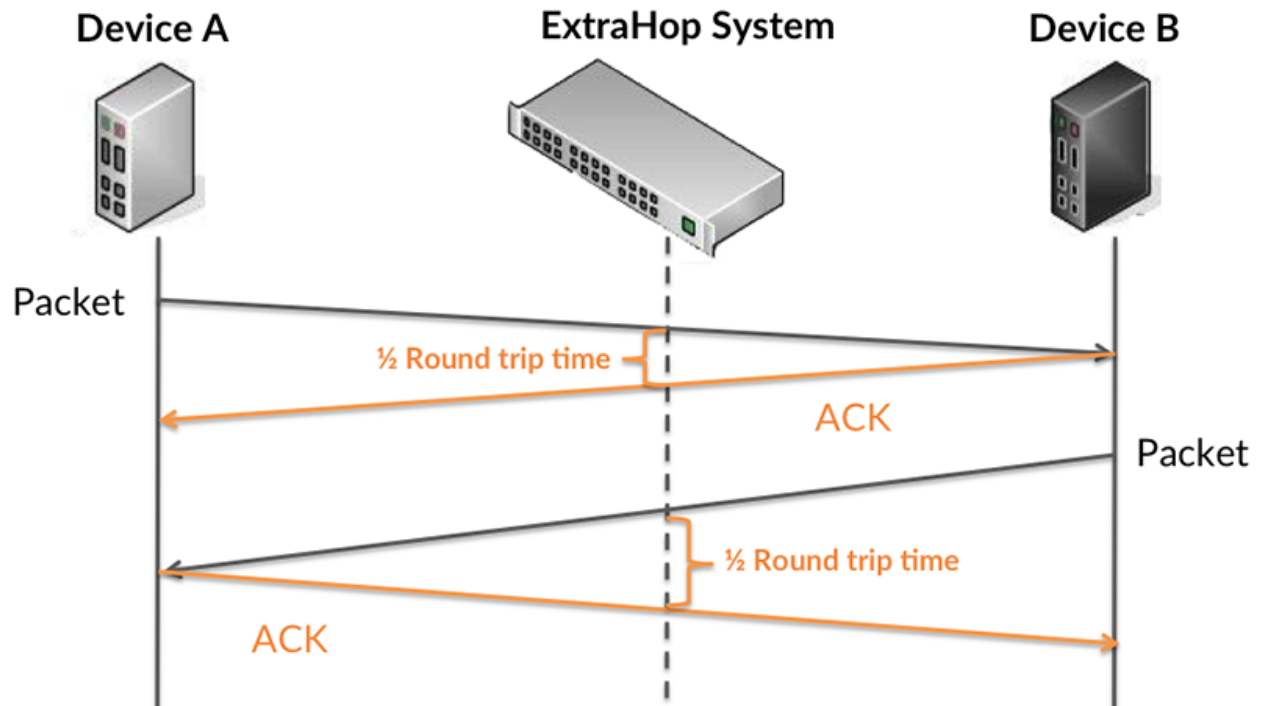 Device A
ExtraHop System
Device B
Packet
½ Round trip time
ACK
Packet
½ Round trip time
ACK